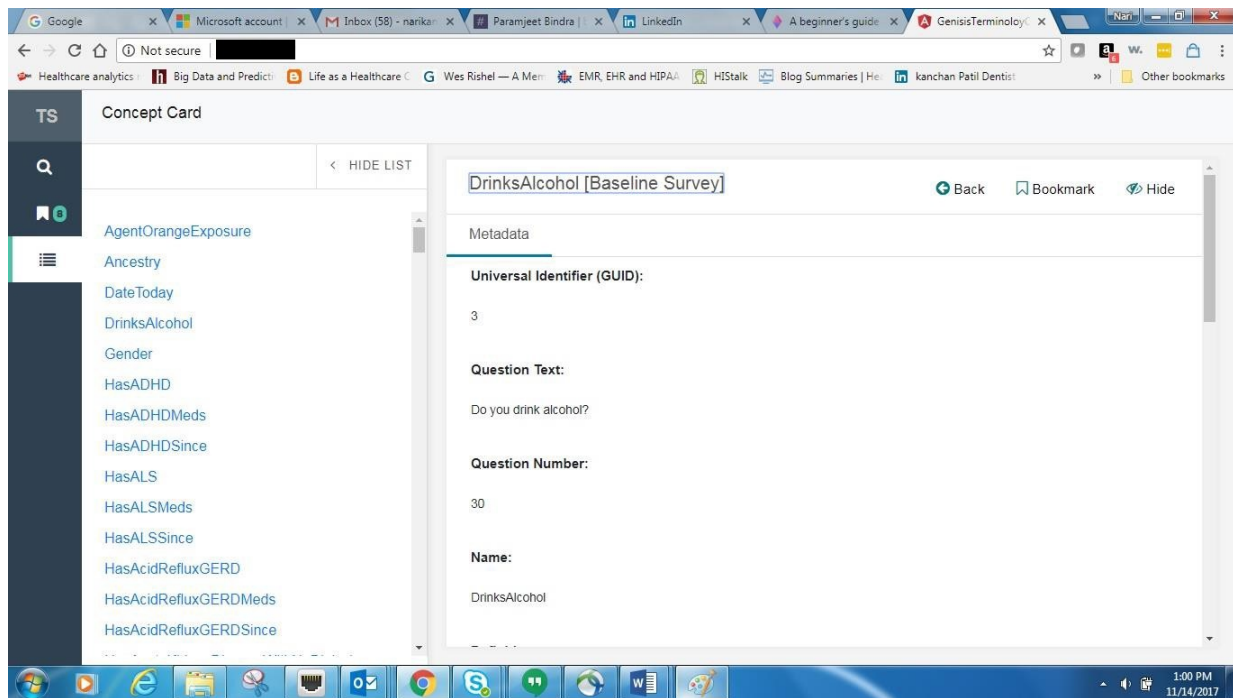 Google
Microsoft account |
Inbox (58) - narikan
Paramjeet Bindra | L
LinkedIn
A beginner's guide
GenisisTerminoloyC
Nari
Not secure
Healthcare analytics
Big Data and Predicti
Life as a Healthcare C
Wes Rishel — A Mem
EMR, EHR and HIPAA
HIStalk
Blog Summaries | Hea
kanchan Patil Dentist
»
Other bookmarks
TS
Concept Card
< HIDE LIST
DrinksAlcohol [Baseline Survey]
Back
Bookmark
Hide
Metadata
AgentOrangeExposure
Ancestry
DateToday
DrinksAlcohol
Gender
HasADHD
HasADHDMeds
HasADHDSince
HasALS
HasALSMeds
HasALSSince
HasAcidRefluxGERD
HasAcidRefluxGERDMeds
HasAcidRefluxGERDSince
Universal Identifier (GUID):
3
Question Text:
Do you drink alcohol?
Question Number:
30
Name:
DrinksAlcohol
1:00 PM
11/14/2017